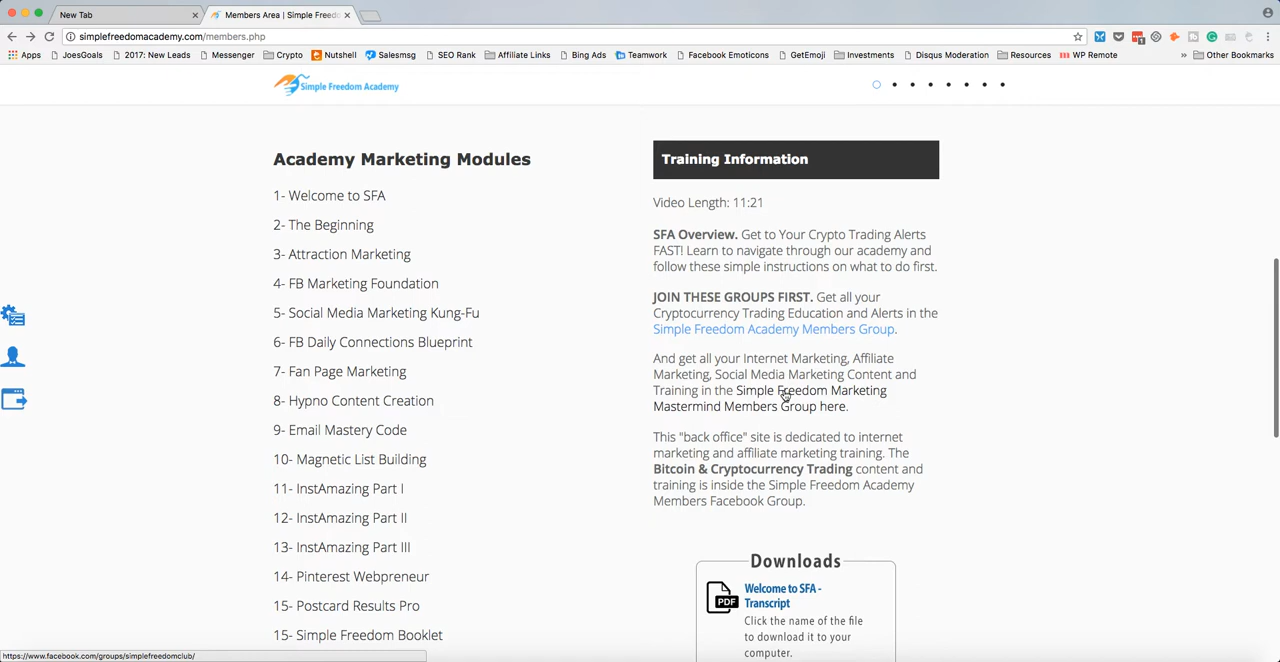 New Tab
Members Area | Simple Freed
simplefreedomacademy.com/members.php
Apps JoesGoals 2017: New Leads Messenger Crypto Nutshell Salesmsg SEO Rank Affiliate Links Bing Ads Teamwork Facebook Emoticons GetEmoji Investments Disqus Moderation Resources WP Remote » Other Bookmarks
Simple Freedom Academy
Academy Marketing Modules
1- Welcome to SFA
2- The Beginning
3- Attraction Marketing
4- FB Marketing Foundation
5- Social Media Marketing Kung-Fu
6- FB Daily Connections Blueprint
7- Fan Page Marketing
8- Hypno Content Creation
9- Email Mastery Code
10- Magnetic List Building
11- InstAmazing Part I
12- InstAmazing Part II
13- InstAmazing Part III
14- Pinterest Webpreneur
15- Postcard Results Pro
15- Simple Freedom Booklet
Training Information
Video Length: 11:21
SFA Overview. Get to Your Crypto Trading Alerts
FAST! Learn to navigate through our academy and
follow these simple instructions on what to do first.
JOIN THESE GROUPS FIRST. Get all your
Cryptocurrency Trading Education and Alerts in the
Simple Freedom Academy Members Group.
And get all your Internet Marketing, Affiliate
Marketing, Social Media Marketing Content and
Training in the Simple Freedom Marketing
Mastermind Members Group here.
This "back office" site is dedicated to internet
marketing and affiliate marketing training. The
Bitcoin & Cryptocurrency Trading content and
training is inside the Simple Freedom Academy
Members Facebook Group.
Downloads
PDF
Welcome to SFA -
Transcript
Click the name of the file
to download it to your
computer.
https://www.facebook.com/groups/simplefreedomclub/